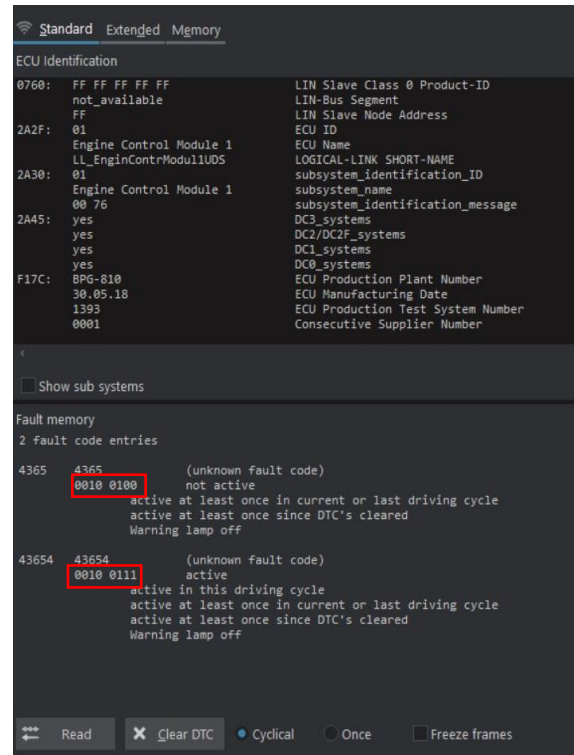 Standard Extended Memory
ECU Identification
0760: FF FF FF FF FF LIN Slave Class 0 Product-ID
not_available LIN-Bus Segment
FF LIN Slave Node Address
2A2F: 01 ECU ID
Engine Control Module 1 ECU Name
LL_EnginContrModul1UDS LOGICAL-LINK SHORT-NAME
2A30: 01 subsystem_identification_ID
Engine Control Module 1 subsystem_name
00 76 subsystem_identification_message
2A45: yes DC3_systems
yes DC2/DC2F_systems
yes DC1_systems
yes DC0_systems
F17C: BPG-810 ECU Production Plant Number
30.05.18 ECU Manufacturing Date
1393 ECU Production Test System Number
0001 Consecutive Supplier Number
Show sub systems
Fault memory
2 fault code entries
4365 4365 (unknown fault code)
0010 0100 not active
active at least once in current or last driving cycle
active at least once since DTC's cleared
Warning lamp off
43654 43654 (unknown fault code)
0010 0111 active
active in this driving cycle
active at least once in current or last driving cycle
active at least once since DTC's cleared
Warning lamp off
Read Clear DTC Cyclical Once Freeze frames